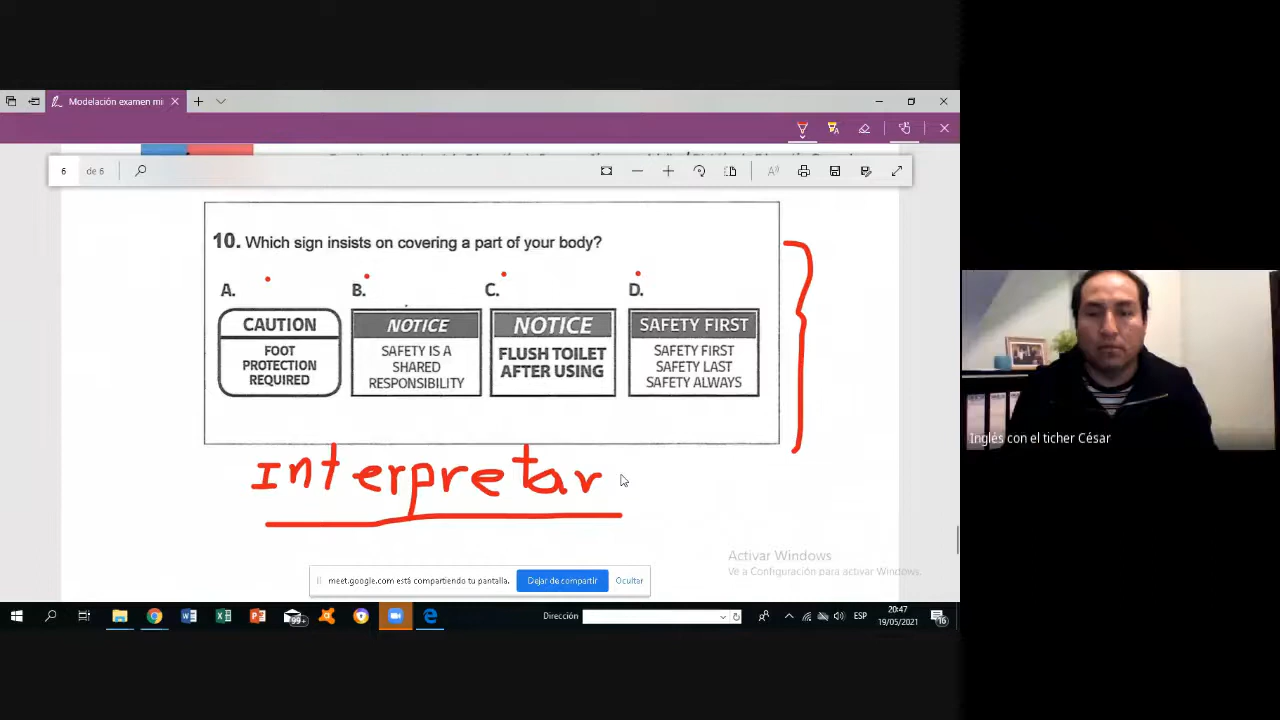 Modelación examen mi
6 de 6
10. Which sign insists on covering a part of your body?
A. B. C. D.
CAUTION
FOOT
PROTECTION
REQUIRED
NOTICE
SAFETY IS A
SHARED
RESPONSIBILITY
NOTICE
FLUSH TOILET
AFTER USING
SAFETY FIRST
SAFETY FIRST
SAFETY LAST
SAFETY ALWAYS
Interpretar
Inglés con el ticher César
Activar Windows
Ve a Configuración para activar Windows.
meet.google.com está compartiendo tu pantalla. Dejar de compartir Ocultar
99+ Dirección ESP 20:47
19/05/2021 16